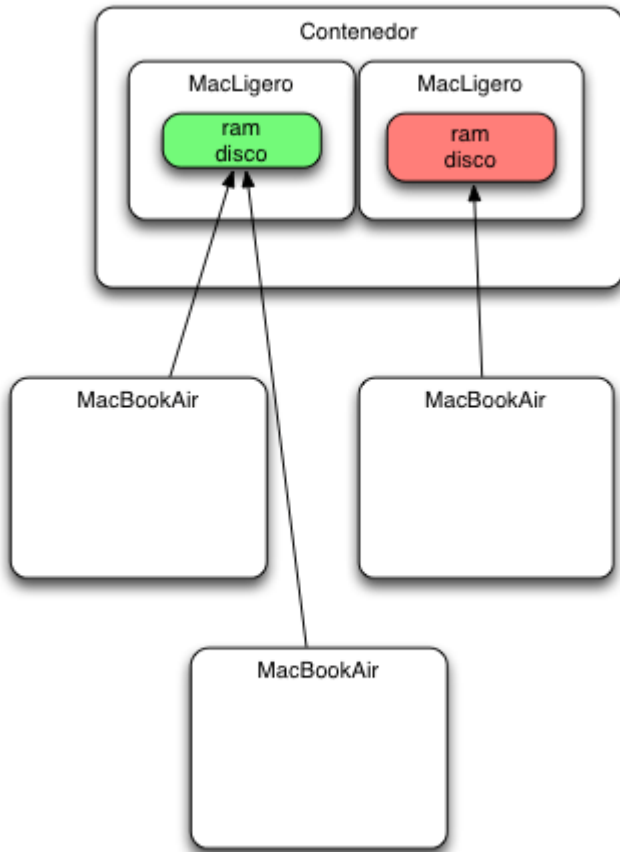 Contenedor
MacLigero
ram
disco
MacLigero
ram
disco
MacBookAir
MacBookAir
MacBookAir